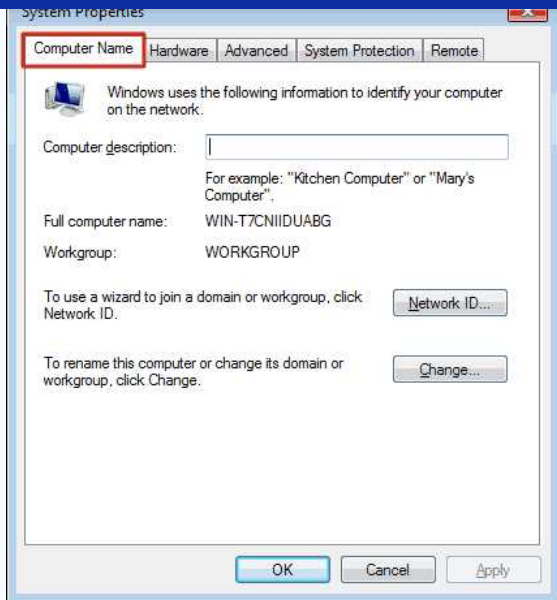 System Properties
Computer Name Hardware Advanced System Protection Remote
Windows uses the following information to identify your computer
on the network.
Computer description:
For example: "Kitchen Computer" or "Mary's
Computer".
Full computer name: WIN-T7CNIIDUABG
Workgroup: WORKGROUP
To use a wizard to join a domain or workgroup, click
Network ID.
Network ID...
To rename this computer or change its domain or
workgroup, click Change.
Change...
OK Cancel Apply